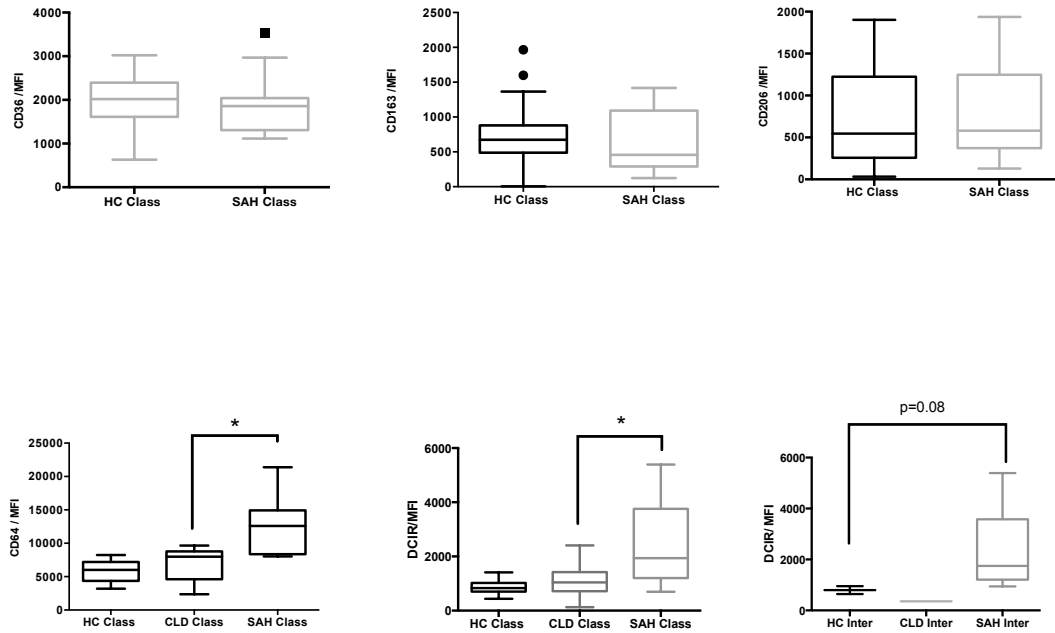 4000
3000
2000
1000
0
CD36 /MFI
HC Class
SAH Class
2500
2000
1500
1000
500
0
CD163 /MFI
HC Class
SAH Class
2000
1500
1000
500
0
CD206 /MFI
HC Class
SAH Class
*
25000
20000
15000
10000
5000
0
CD64 / MFI
HC Class
CLD Class
SAH Class
*
6000
4000
2000
0
DCIR/MFI
HC Class
CLD Class
SAH Class
p=0.08
6000
4000
2000
0
DCIR/ MFI
HC Inter
CLD Inter
SAH Inter